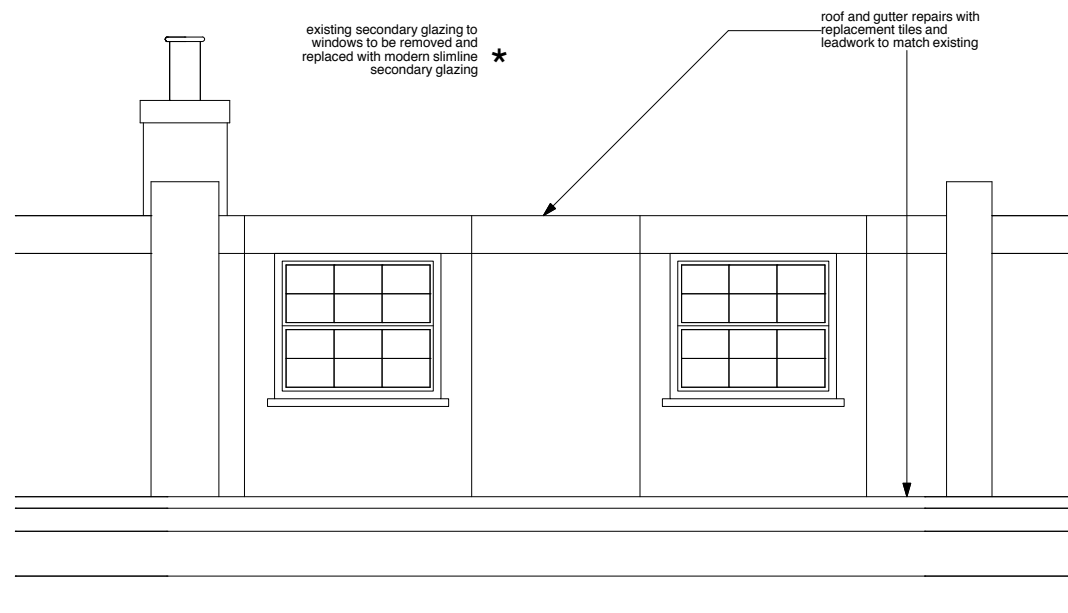 existing secondary glazing to
windows to be removed and
replaced with modern slimline
secondary glazing
*
roof and gutter repairs with
replacement tiles and
leadwork to match existing